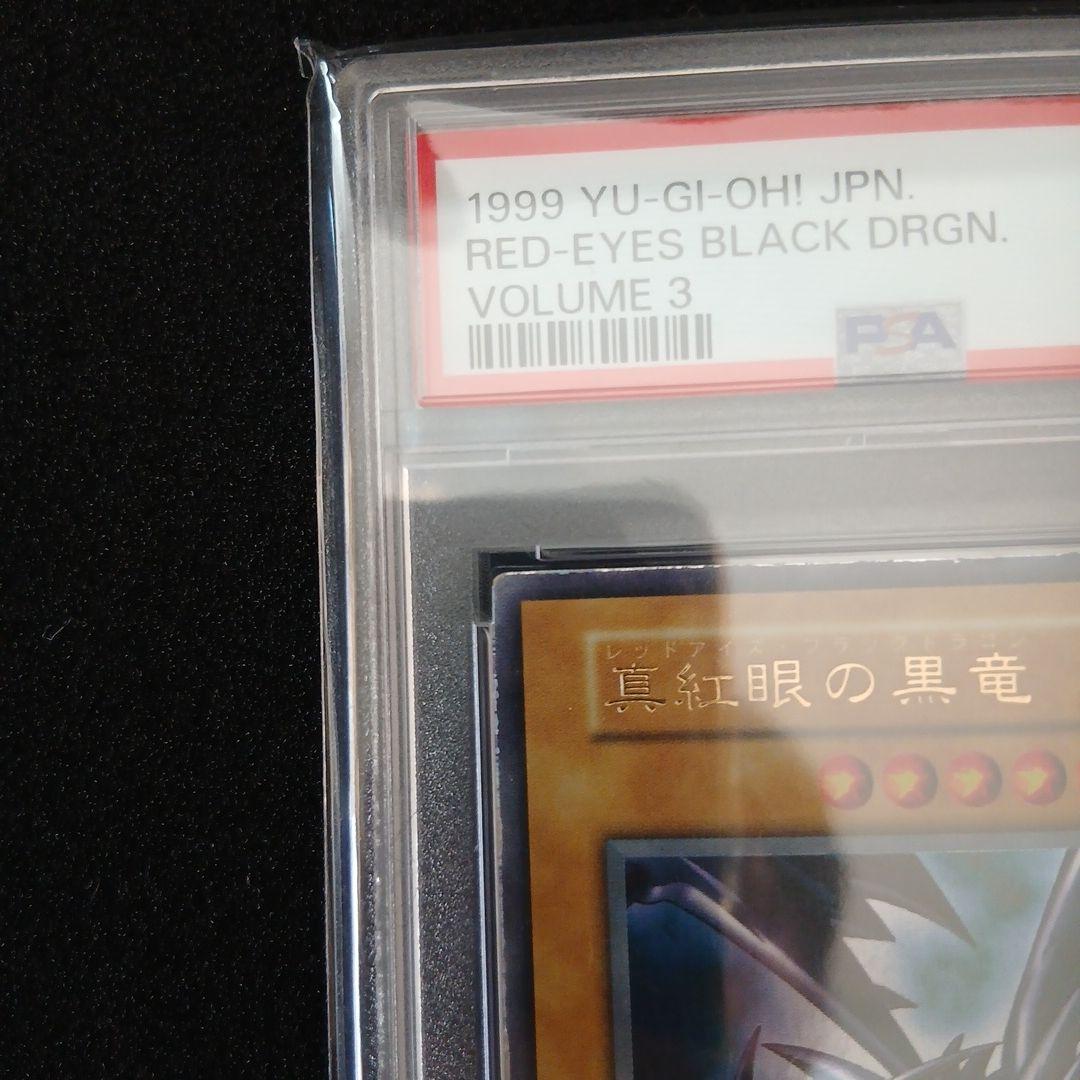 1999 YU-GI-OH! JPN.
RED-EYES BLACK DRGN.
VOLUME 3
PSA
レッドアイズ・ブラックドラゴン
真紅眼の黒竜